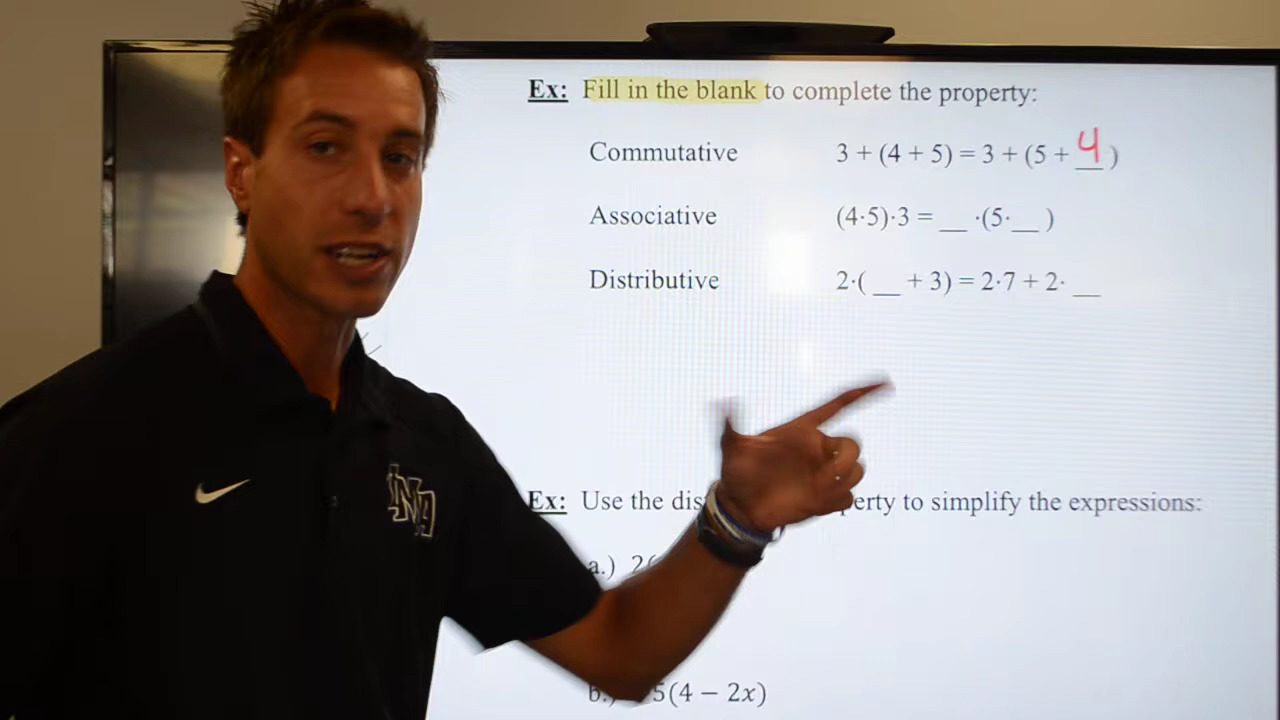 Ex: Fill in the blank to complete the property:
Commutative 3 + (4 + 5) = 3 + (5 + 4)
Associative (4·5)·3 = __ ·(5·__ )
Distributive 2·( __ + 3) = 2·7 + 2· __
Ex: Use the to simplify the expressions:
a.) 2(
b.) 5(4 − 2x)